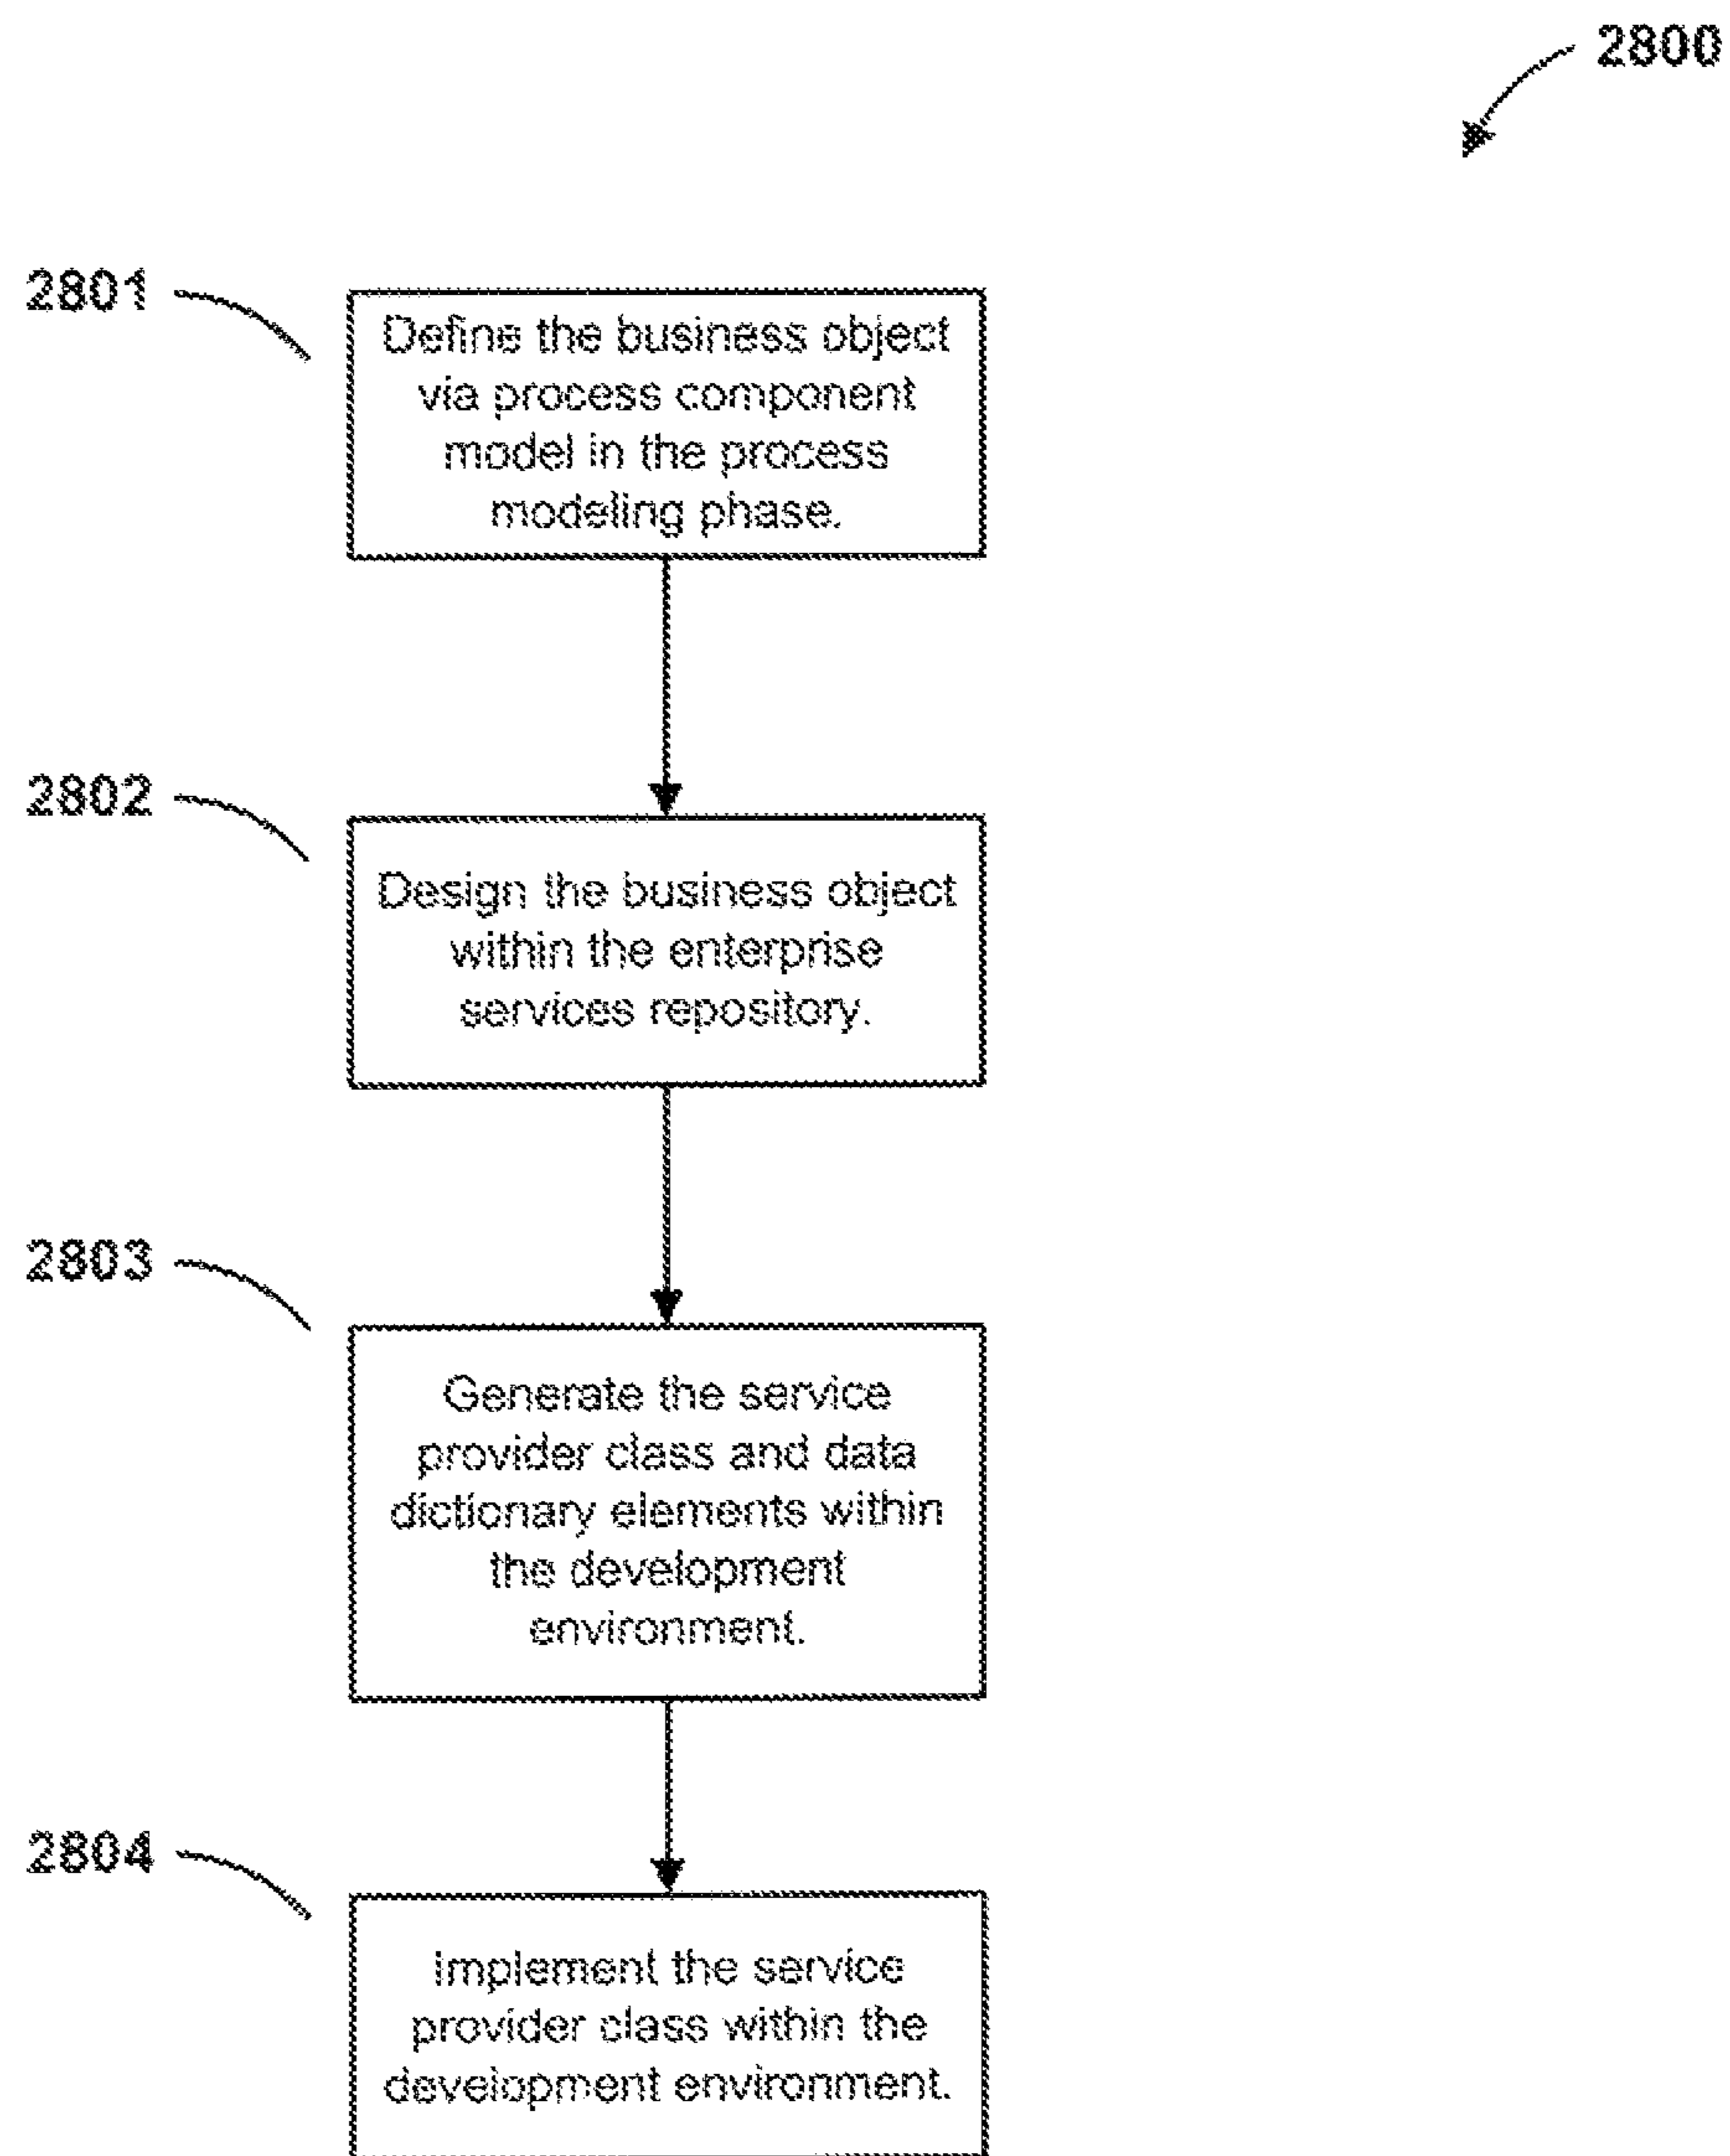 2800
2801
Define the business object
via process component
model in the process
modeling phase.
2802
Design the business object
within the enterprise
services repository.
2803
Generate the service
provider class and data
dictionary elements within
the development
environment.
2804
Implement the service
provider class within the
development environment.